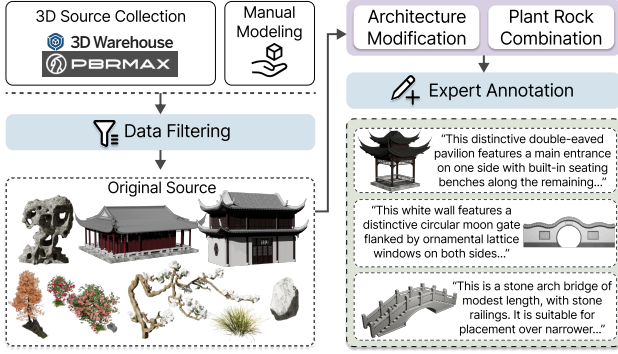 3D Source Collection
3D Warehouse
PBRMAX
Manual
Modeling
Data Filtering
Original Source
Architecture
Modification
Plant Rock
Combination
Expert Annotation
“This distinctive double-eaved
pavilion features a main entrance
on one side with built-in seating
benches along the remaining...”
“This white wall features a
distinctive circular moon gate
flanked by ornamental lattice
windows on both sides...”
“This is a stone arch bridge of
modest length, with stone
railings. It is suitable for
placement over narrower...”